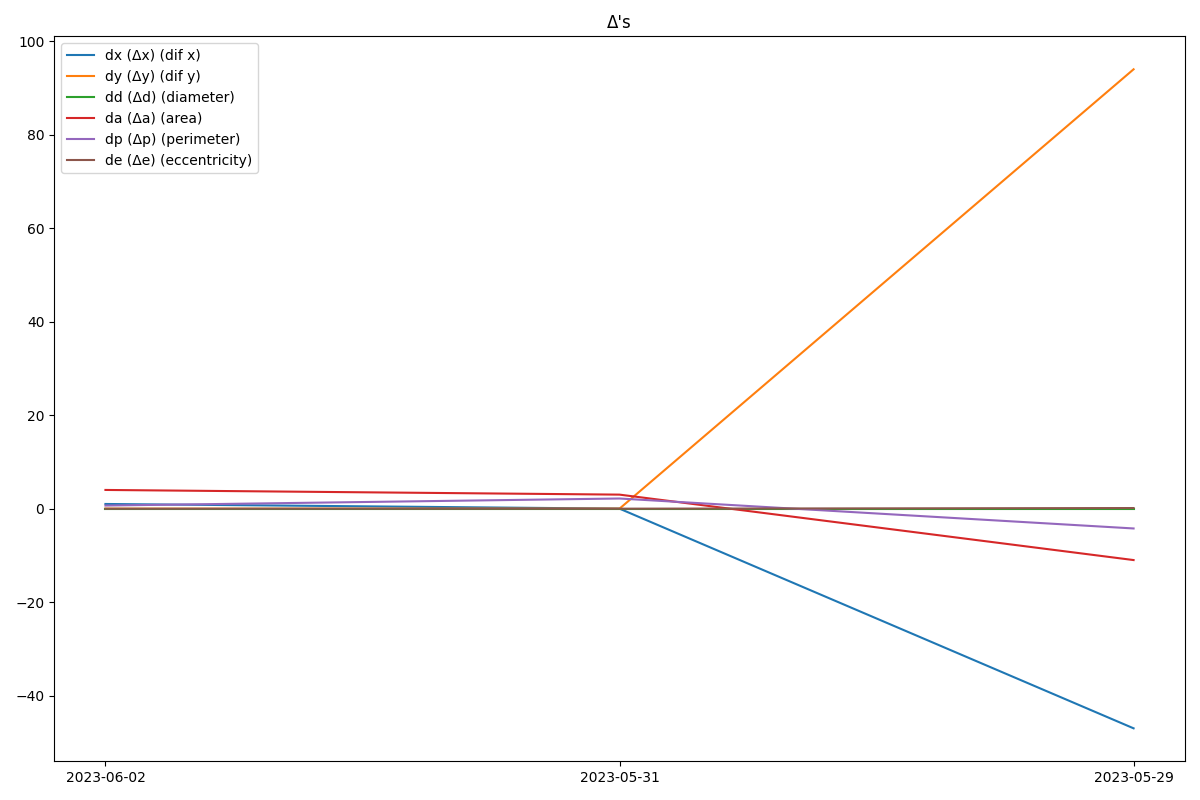 Δ's
100
80
60
40
20
0
−20
−40
dx (Δx) (dif x)
dy (Δy) (dif y)
dd (Δd) (diameter)
da (Δa) (area)
dp (Δp) (perimeter)
de (Δe) (eccentricity)
2023-06-02
2023-05-31
2023-05-29